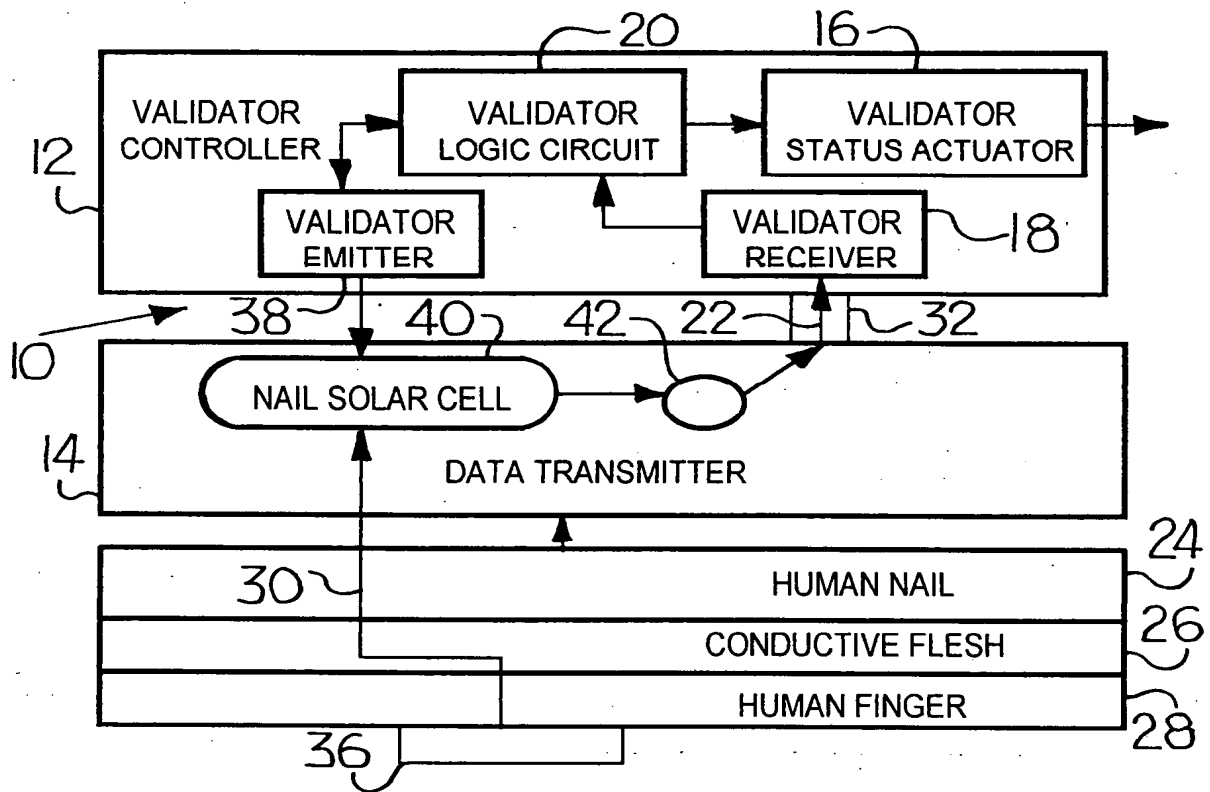 20
16
VALIDATOR
CONTROLLER
VALIDATOR
LOGIC CIRCUIT
VALIDATOR
STATUS ACTUATOR
12
VALIDATOR
EMITTER
VALIDATOR
RECEIVER
18
38
40
42
22
32
10
NAIL SOLAR CELL
14
DATA TRANSMITTER
24
30
HUMAN NAIL
26
CONDUCTIVE FLESH
HUMAN FINGER
28
36